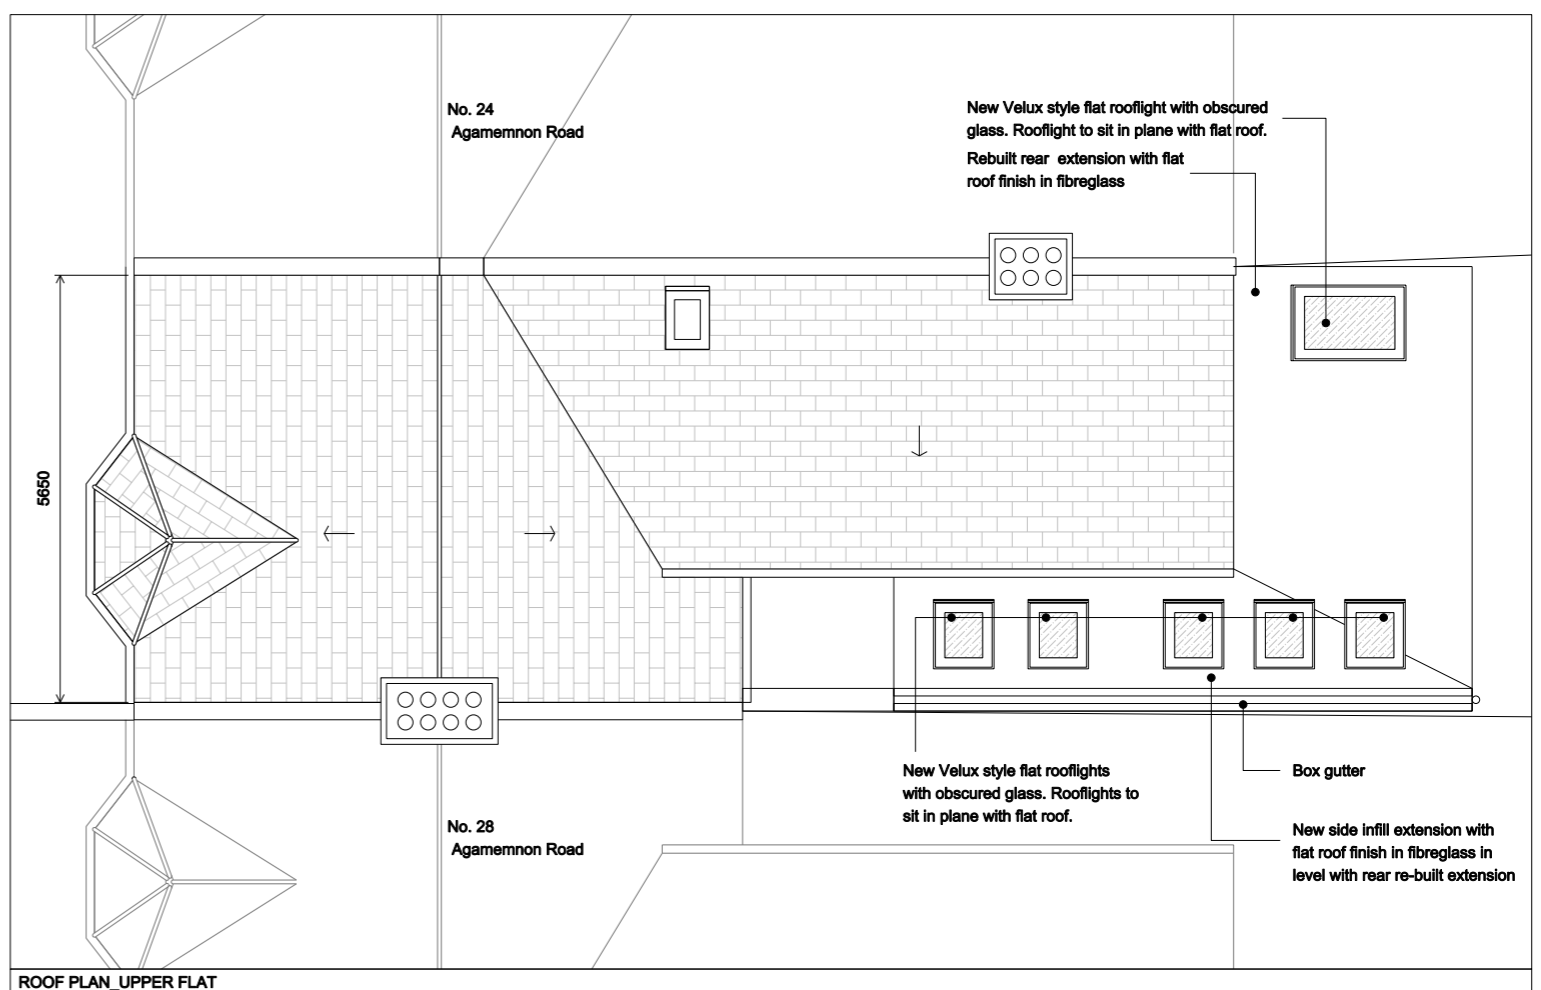 No. 24
Agamemnon Road
New Velux style flat rooflight with obscured
glass. Rooflight to sit in plane with flat roof.
Rebuilt rear extension with flat
roof finish in fibreglass
5650
New Velux style flat rooflights
with obscured glass. Rooflights to
sit in plane with flat roof.
Box gutter
No. 28
Agamemnon Road
New side infill extension with
flat roof finish in fibreglass in
level with rear re-built extension
ROOF PLAN_UPPER FLAT